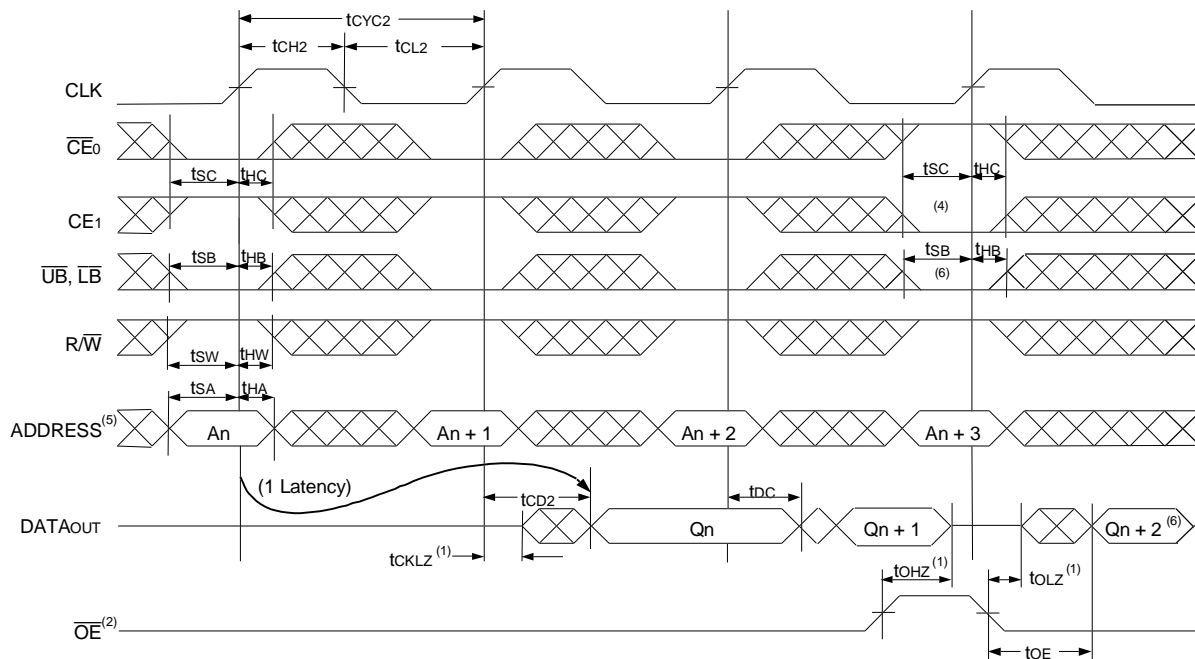 tCYC2
tCH2 tCL2
CLK
CE0
tSC tHC tSC tHC
CE1 (4)
tSB tHB tSB tHB
UB, LB (6)
R/W
tSW tHW
tSA tHA
ADDRESS(5) An An + 1 An + 2 An + 3
(1 Latency) tCD2 tDC
DATAOUT Qn Qn + 1 Qn + 2 (6)
tCKLZ (1) tOHZ (1) tOLZ (1)
OE(2)
tOE